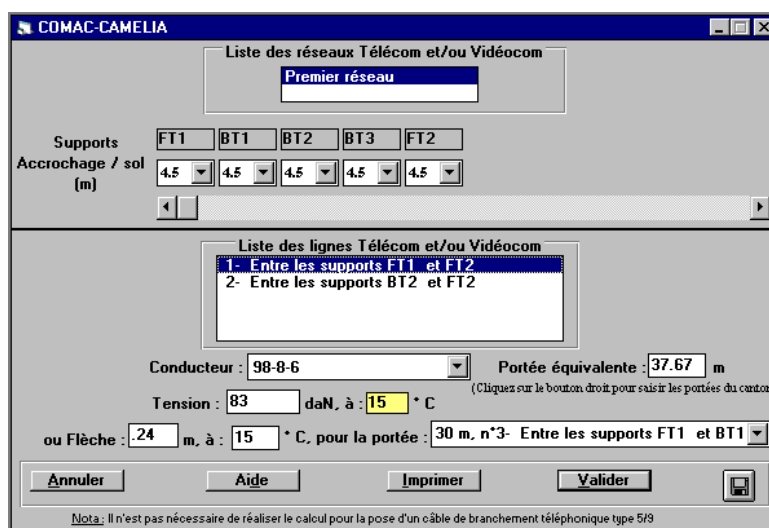 COMAC-CAMELIA
Liste des réseaux Télécom et/ou Vidéocom
Premier réseau
Supports
Accrochage / sol
(m)
FT1 BT1 BT2 BT3 FT2
4.5 4.5 4.5 4.5 4.5
Liste des lignes Télécom et/ou Vidéocom
1- Entre les supports FT1 et FT2
2- Entre les supports BT2 et FT2
Conducteur : 98-8-6 Portée équivalente : 37.67 m
(Cliquez sur le bouton droit pour saisir les portées du canton
Tension : 83 daN, à : 15 ° C
ou Flèche : .24 m, à : 15 ° C, pour la portée : 30 m, n°3- Entre les supports FT1 et BT1
Annuler Aide Imprimer Valider
Nota : Il n'est pas nécessaire de réaliser le calcul pour la pose d'un câble de branchement téléphonique type 5/9